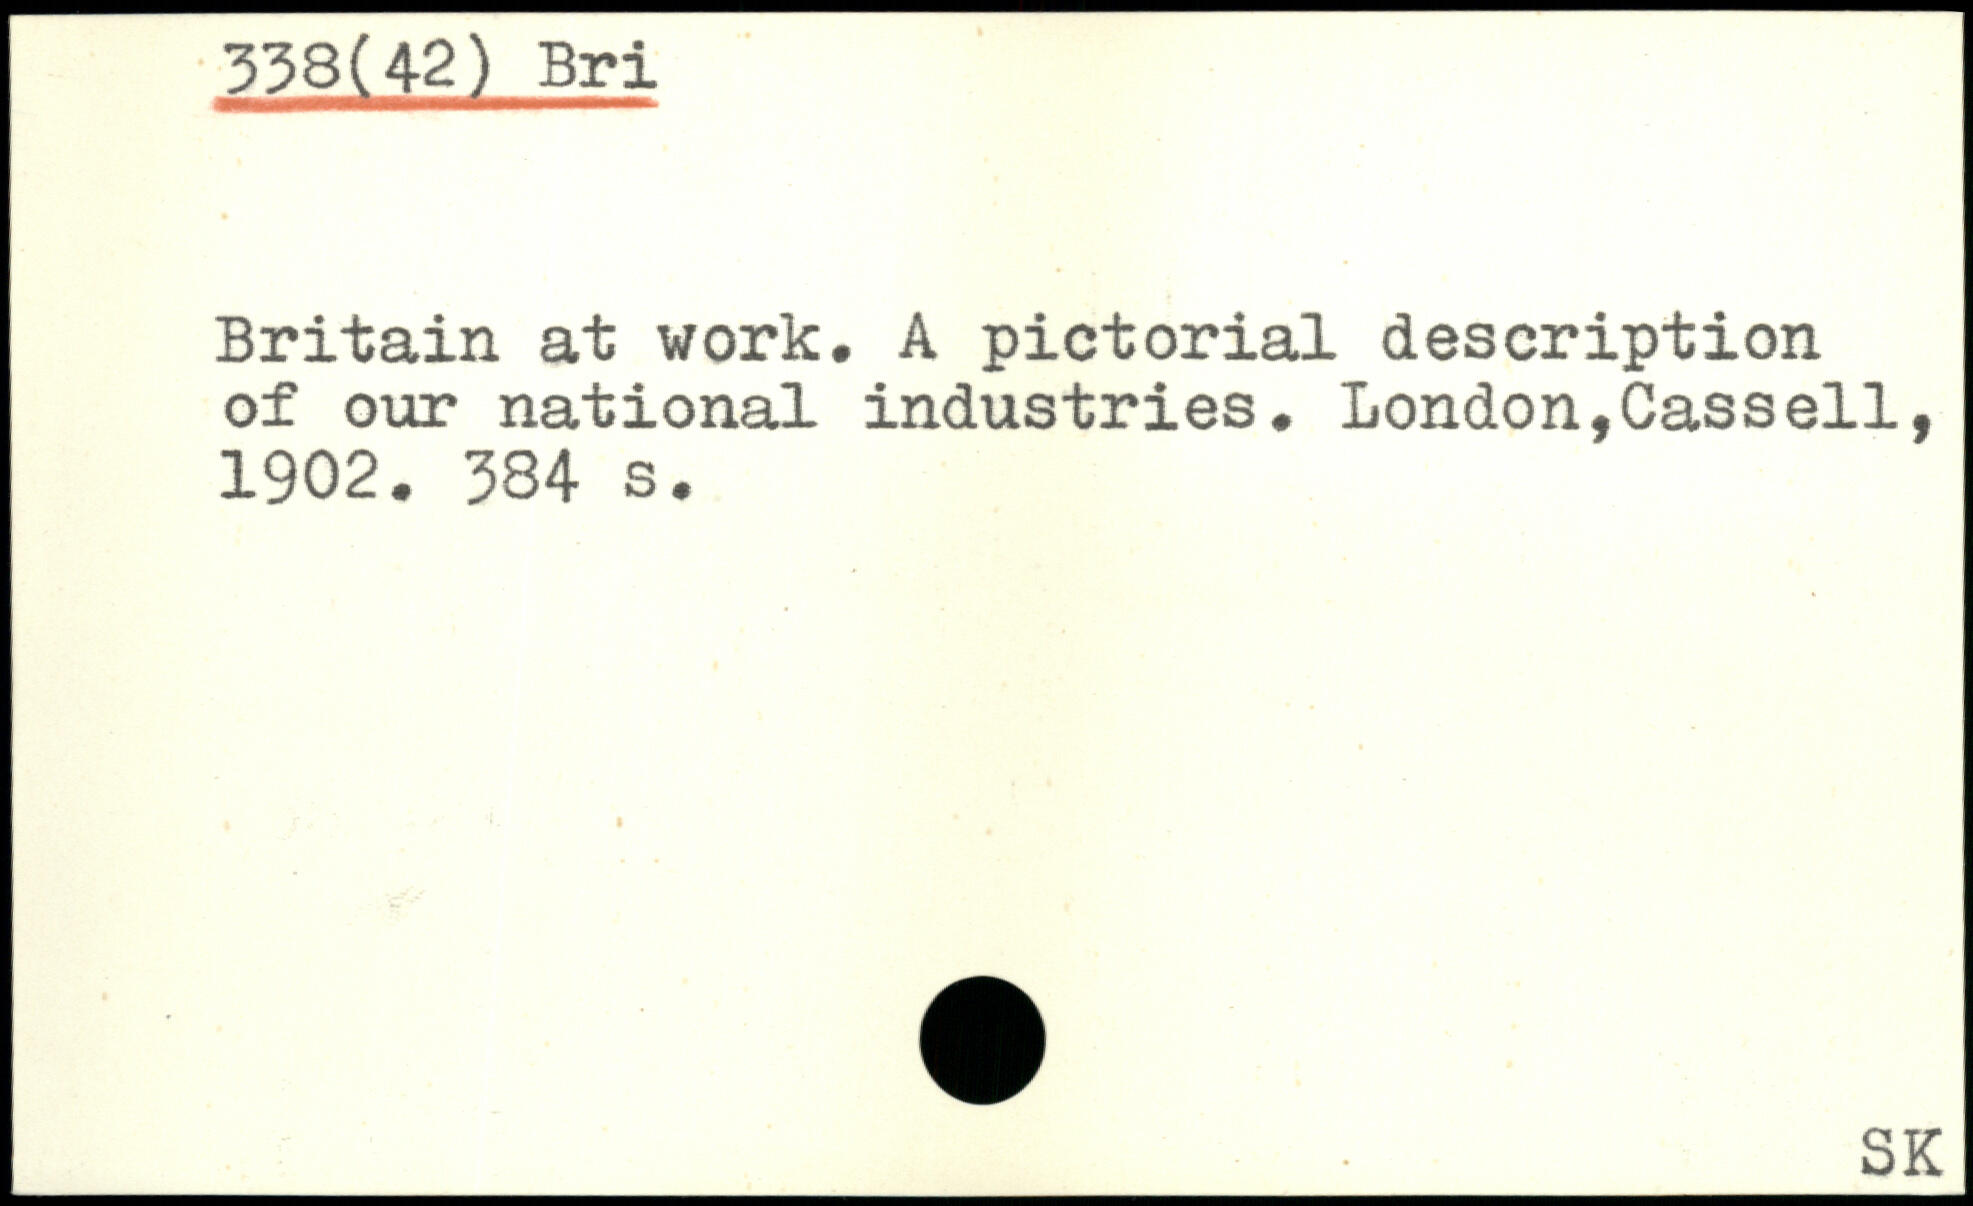 338(42) Bri
Britain at work. A pictorial description
of our national industries. London,Cassell,
1902. 384 s.
SK